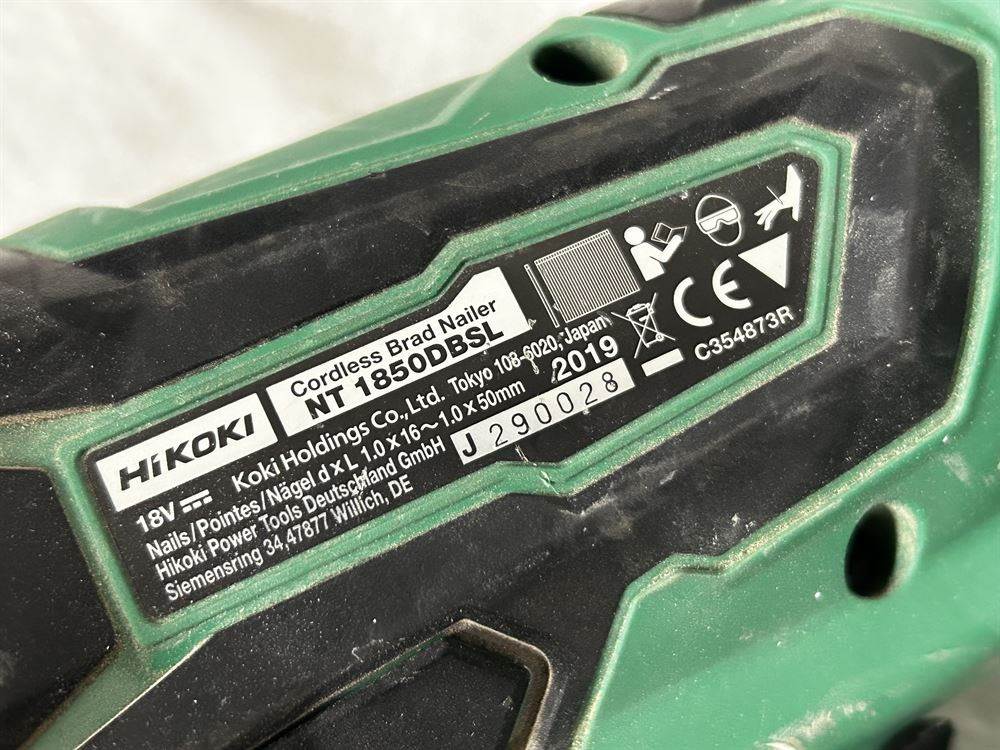 HiKOKI
Cordless Brad Nailer
NT 1850DBSL
18V
Koki Holdings Co.,Ltd. Tokyo 108-6020, Japan
Nails/Pointes/Nägel d x L 1.0 x 16~1.0 x 50mm
2019
Hikoki Power Tools Deutschland GmbH
J 290028
Siemensring 34,47877 Willich, DE
CE
C354873R